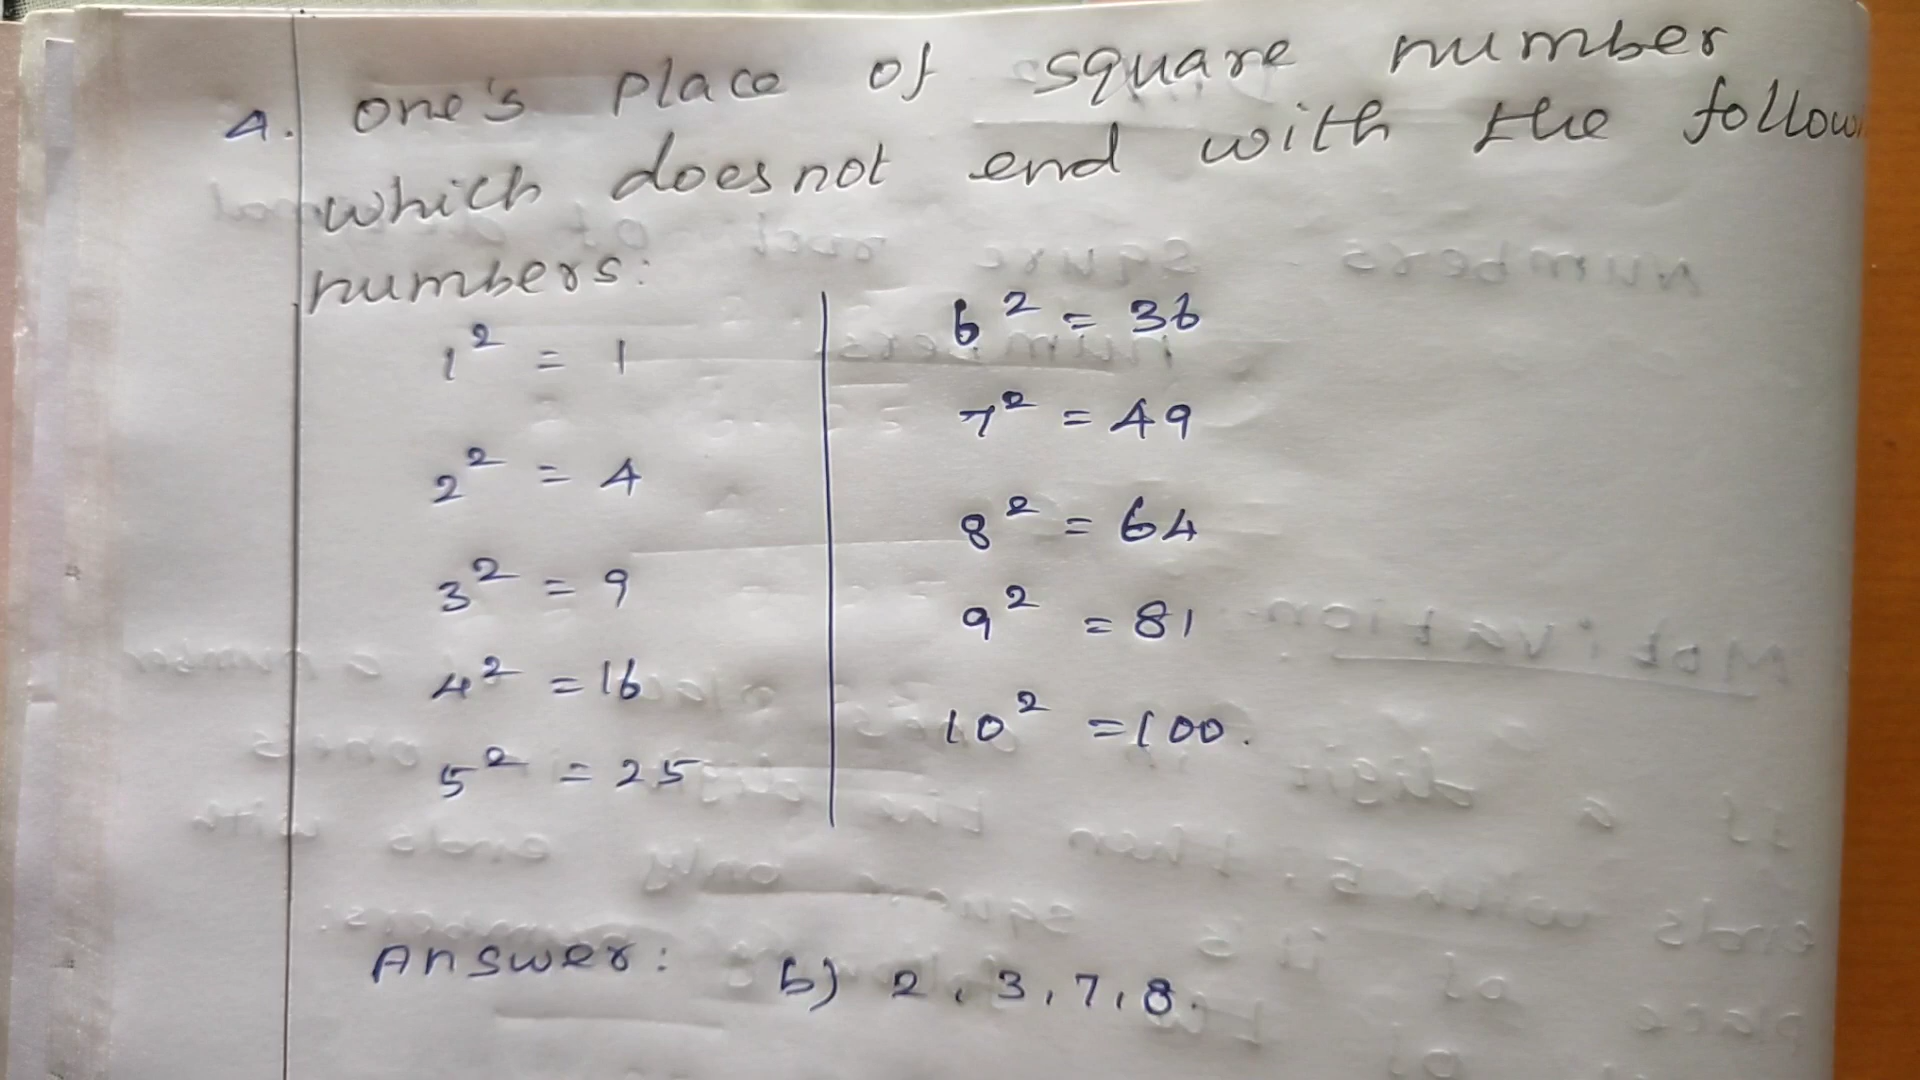 4. one's place of square number
which does not end with the follow
numbers:
1² = 1
2² = 4
3² = 9
4² = 16
5² = 25
6² = 36
7² = 49
8² = 64
9² = 81
10² = 100.
Answer: b) 2, 3, 7, 8.